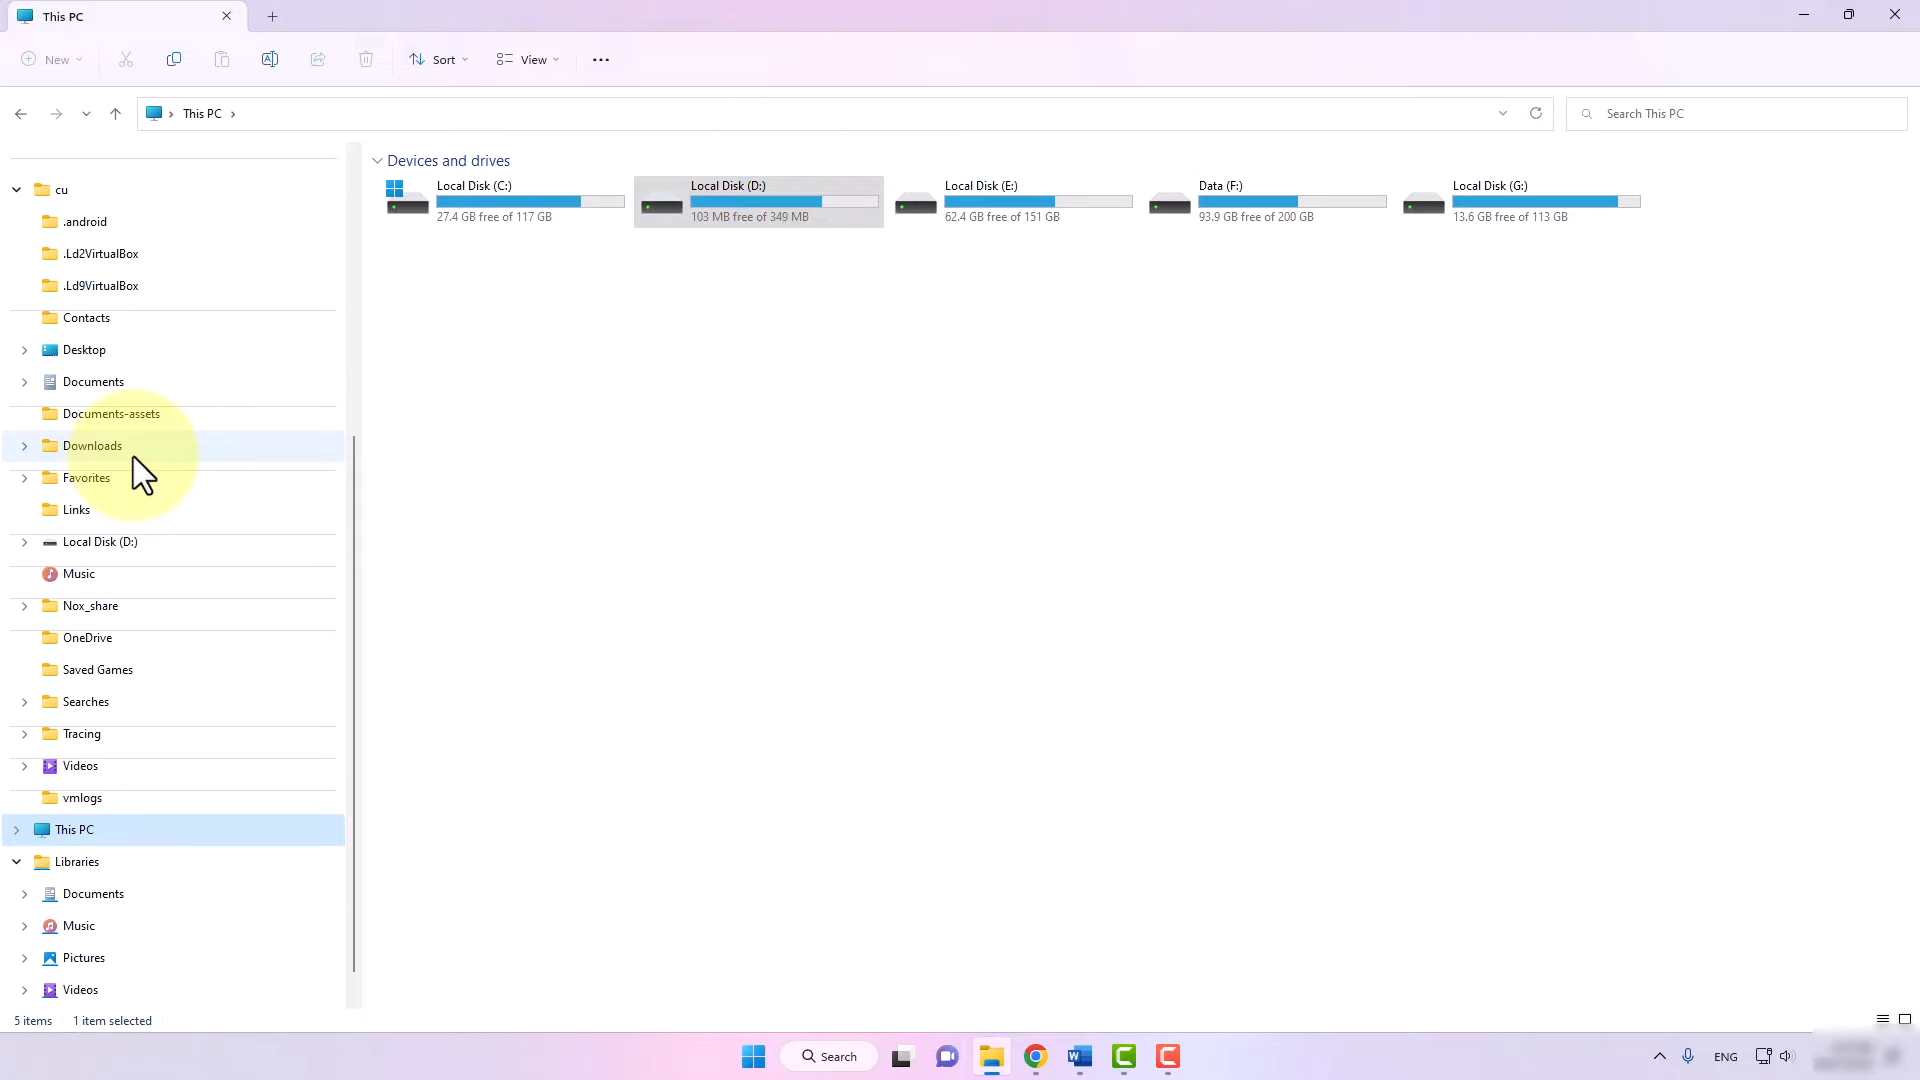 This PC
New
Sort
View
This PC
Search This PC
cu
.android
.Ld2VirtualBox
.Ld9VirtualBox
Contacts
Desktop
Documents
Documents-assets
Downloads
Favorites
Links
Local Disk (D:)
Music
Nox_share
OneDrive
Saved Games
Searches
Tracing
Videos
vmlogs
This PC
Libraries
Documents
Music
Pictures
Videos
Devices and drives
Local Disk (C:)
27.4 GB free of 117 GB
Local Disk (D:)
103 MB free of 349 MB
Local Disk (E:)
62.4 GB free of 151 GB
Data (F:)
93.9 GB free of 200 GB
Local Disk (G:)
13.6 GB free of 113 GB
5 items
1 item selected
Search
ENG